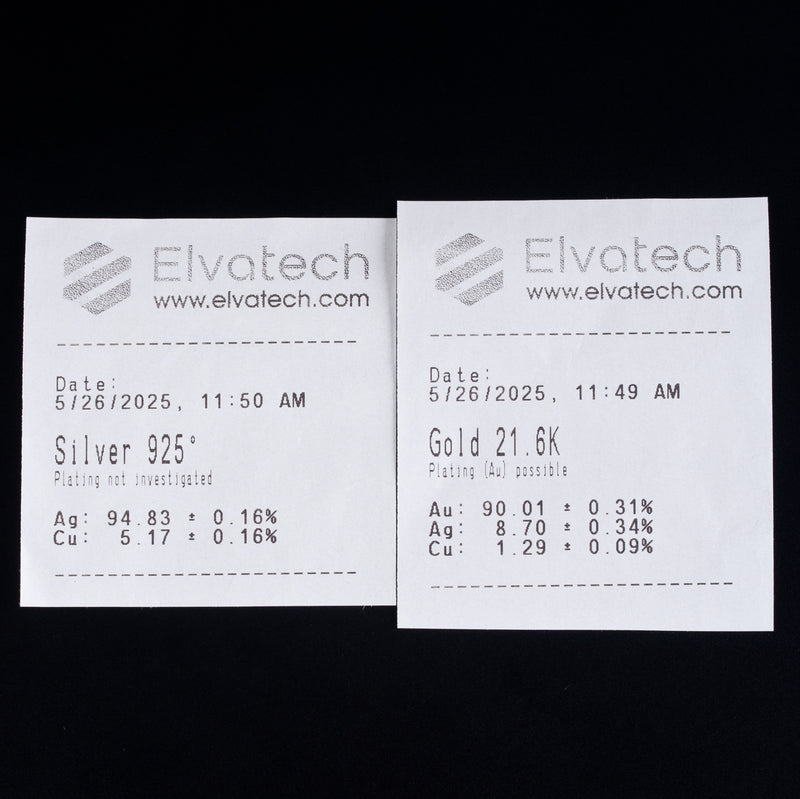 Elvatech
www.elvatech.com
Date:
5/26/2025, 11:50 AM
Silver 925°
Plating not investigated
Ag: 94.83 ± 0.16%
Cu: 5.17 ± 0.16%
Elvatech
www.elvatech.com
Date:
5/26/2025, 11:49 AM
Gold 21.6K
Plating (Au) possible
Au: 90.01 ± 0.31%
Ag: 8.70 ± 0.34%
Cu: 1.29 ± 0.09%